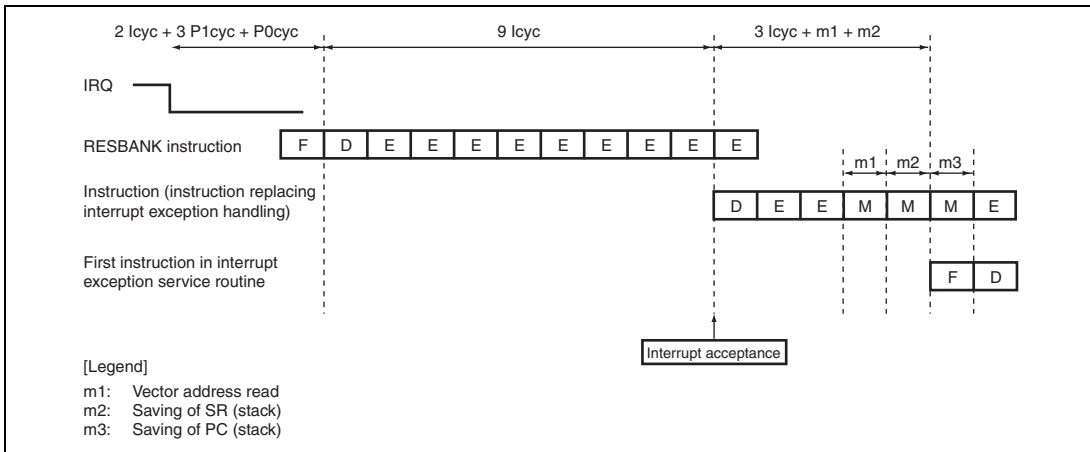 2 Icyc + 3 P1cyc + P0cyc 9 Icyc 3 Icyc + m1 + m2
IRQ
RESBANK instruction F D E E E E E E E E E
m1 m2 m3
Instruction (instruction replacing
interrupt exception handling) D E E M M M E
First instruction in interrupt
exception service routine F D
Interrupt acceptance
[Legend]
m1: Vector address read
m2: Saving of SR (stack)
m3: Saving of PC (stack)